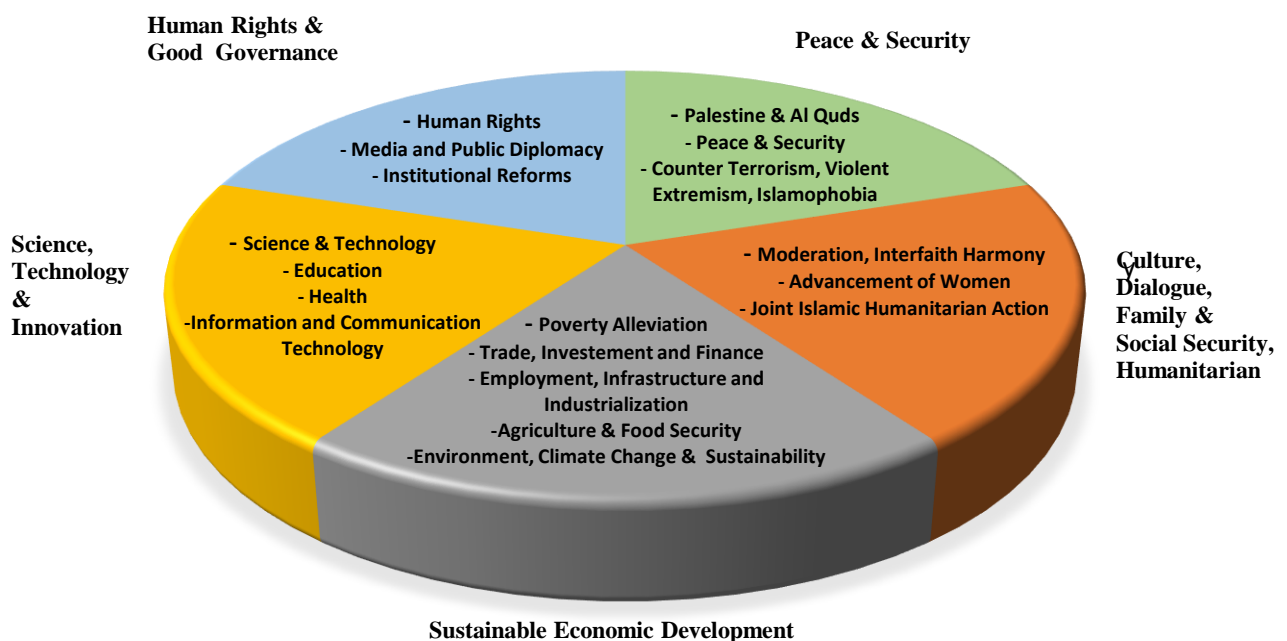 Human Rights &
Good Governance
Peace & Security
- Human Rights
- Media and Public Diplomacy
- Institutional Reforms
- Palestine & Al Quds
- Peace & Security
- Counter Terrorism, Violent
Extremism, Islamophobia
Science,
Technology
&
Innovation
- Science & Technology
- Education
- Health
-Information and Communication
Technology
- Moderation, Interfaith Harmony
- Advancement of Women
- Joint Islamic Humanitarian Action
Culture,
y
Dialogue,
Family &
Social Security,
Humanitarian
- Poverty Alleviation
- Trade, Investement and Finance
- Employment, Infrastructure and
Industrialization
-Agriculture & Food Security
-Environment, Climate Change & Sustainability
Sustainable Economic Development